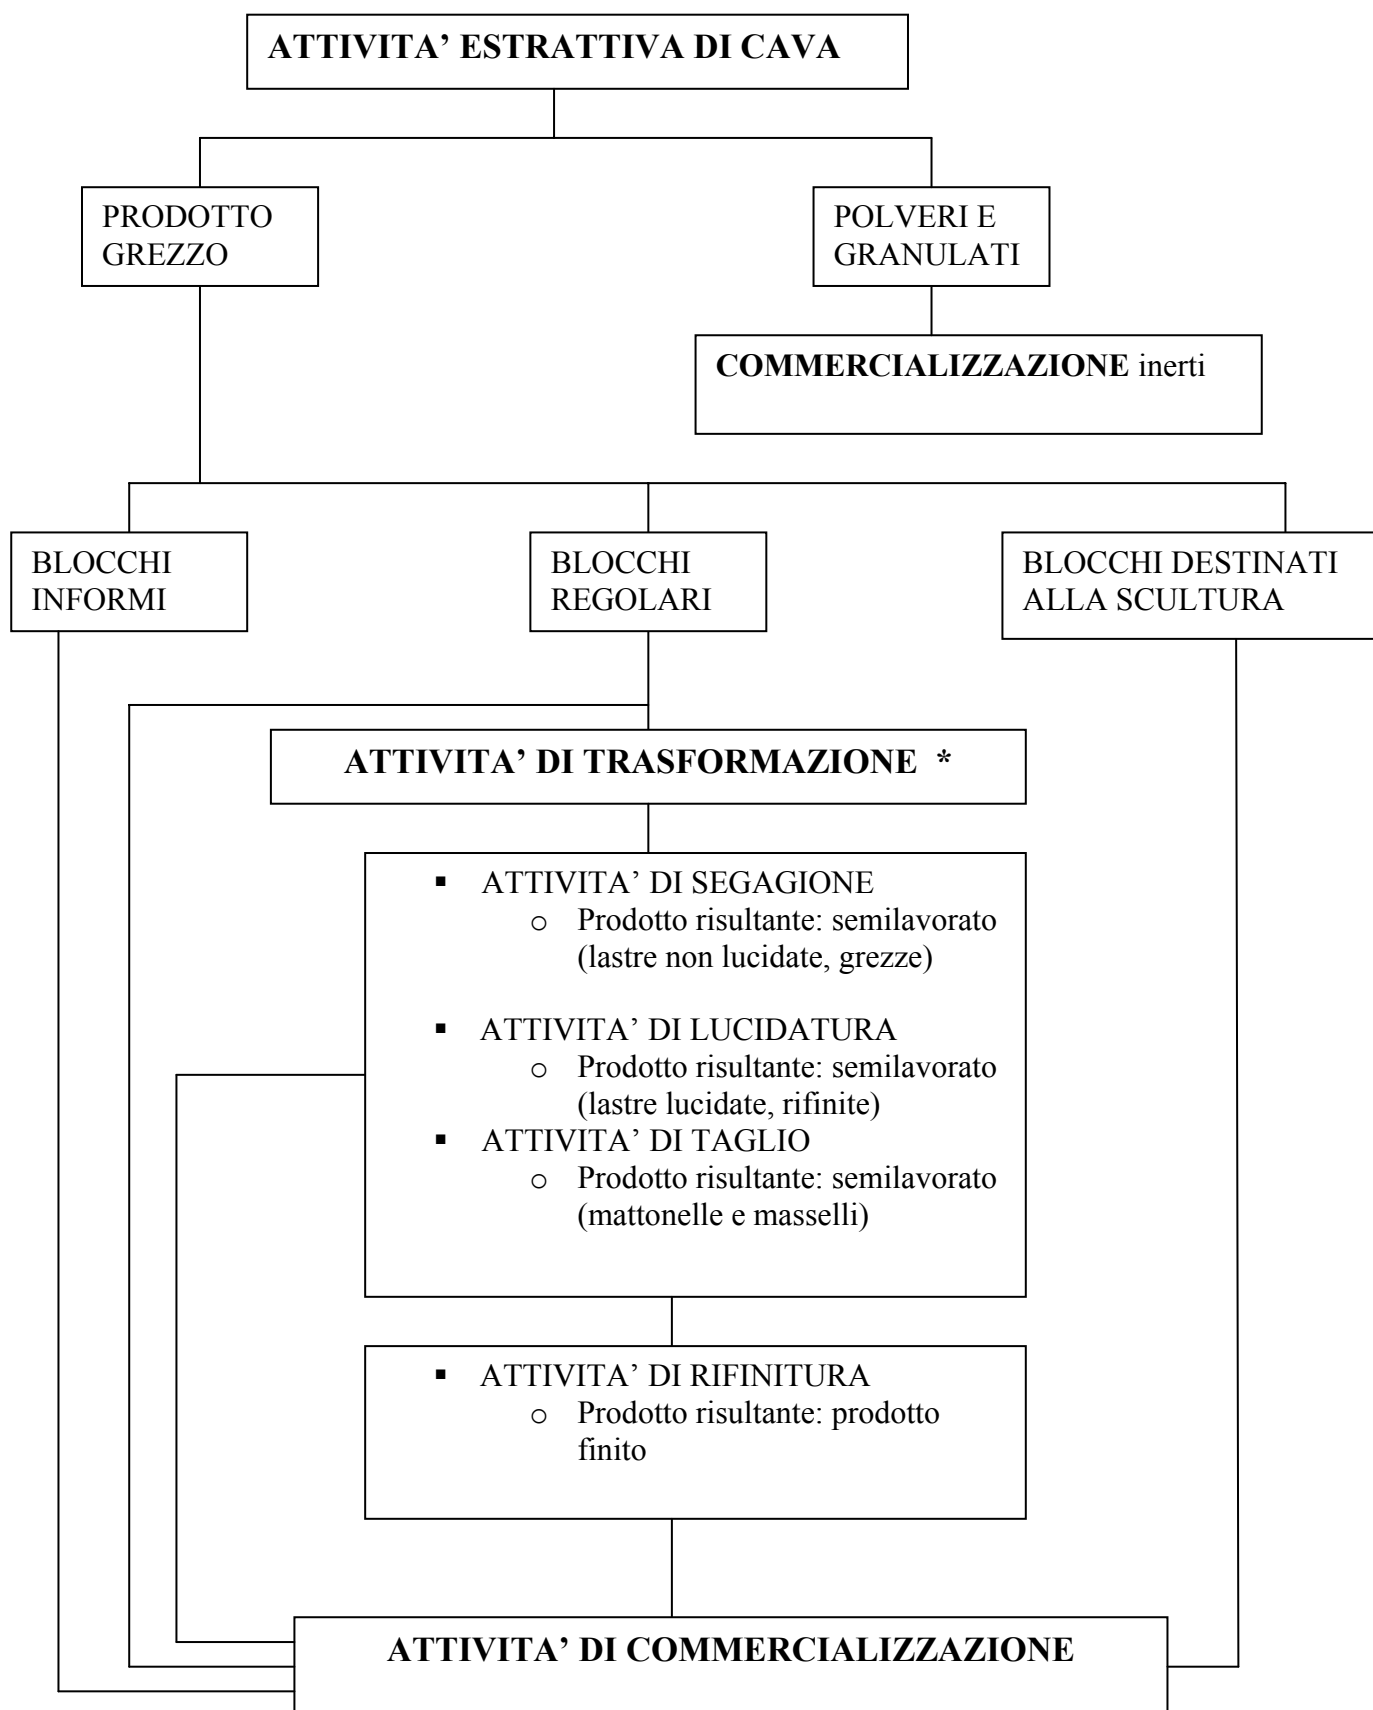 ATTIVITA’ ESTRATTIVA DI CAVA
PRODOTTO
GREZZO
POLVERI E
GRANULATI
COMMERCIALIZZAZIONE inerti
BLOCCHI
INFORMI
BLOCCHI
REGOLARI
BLOCCHI DESTINATI
ALLA SCULTURA
ATTIVITA’ DI TRASFORMAZIONE *
▪ ATTIVITA’ DI SEGAGIONE
o Prodotto risultante: semilavorato
(lastre non lucidate, grezze)
▪ ATTIVITA’ DI LUCIDATURA
o Prodotto risultante: semilavorato
(lastre lucidate, rifinite)
▪ ATTIVITA’ DI TAGLIO
o Prodotto risultante: semilavorato
(mattonelle e masselli)
▪ ATTIVITA’ DI RIFINITURA
o Prodotto risultante: prodotto
finito
ATTIVITA’ DI COMMERCIALIZZAZIONE